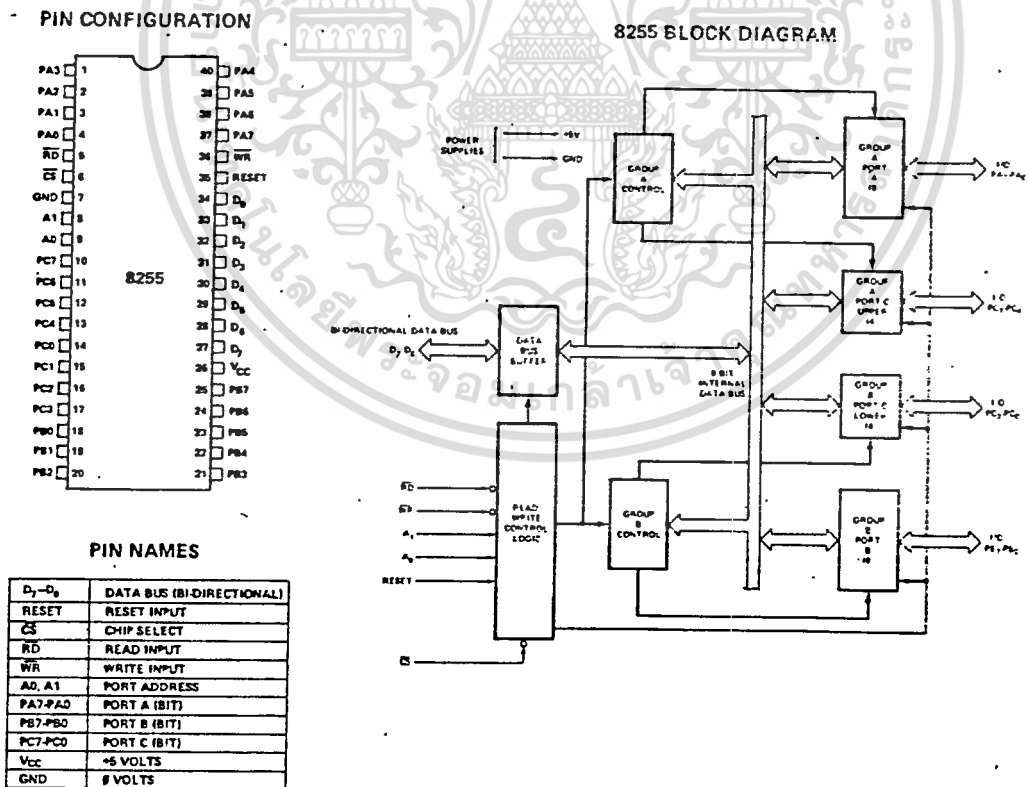 PIN CONFIGURATION
PA3 1
PA2 2
PA1 3
PA0 4
RD 5
CS 6
GND 7
A1 8
A0 9
PC7 10
PC6 11
PC5 12
PC4 13
PC0 14
PC1 15
PC2 16
PC3 17
PB0 18
PB1 19
PB2 20
8255
40 PA4
39 PA5
38 PA6
37 PA7
36 WR
35 RESET
34 D0
33 D1
32 D2
31 D3
30 D4
29 D5
28 D6
27 D7
26 VCC
25 PB7
24 PB6
23 PB5
22 PB4
21 PB3
8255 BLOCK DIAGRAM
POWER
SUPPLIES
+5V
GND
GROUP
A
CONTROL
GROUP
A
PORT
A
GROUP
A
PORT C
UPPER
BI-DIRECTIONAL DATA BUS
D7-D0
DATA
BUS
BUFFER
8 BIT
INTERNAL
DATA BUS
GROUP
B
PORT C
LOWER
RD
A1
A0
RESET
CS
READ
WRITE
CONTROL
LOGIC
GROUP
B
CONTROL
GROUP
B
PORT
B
PIN NAMES
D7-D0 DATA BUS (BI-DIRECTIONAL)
RESET RESET INPUT
CS CHIP SELECT
RD READ INPUT
WR WRITE INPUT
A0, A1 PORT ADDRESS
PA7-PA0 PORT A (BIT)
PB7-PB0 PORT B (BIT)
PC7-PC0 PORT C (BIT)
VCC +5 VOLTS
GND 0 VOLTS